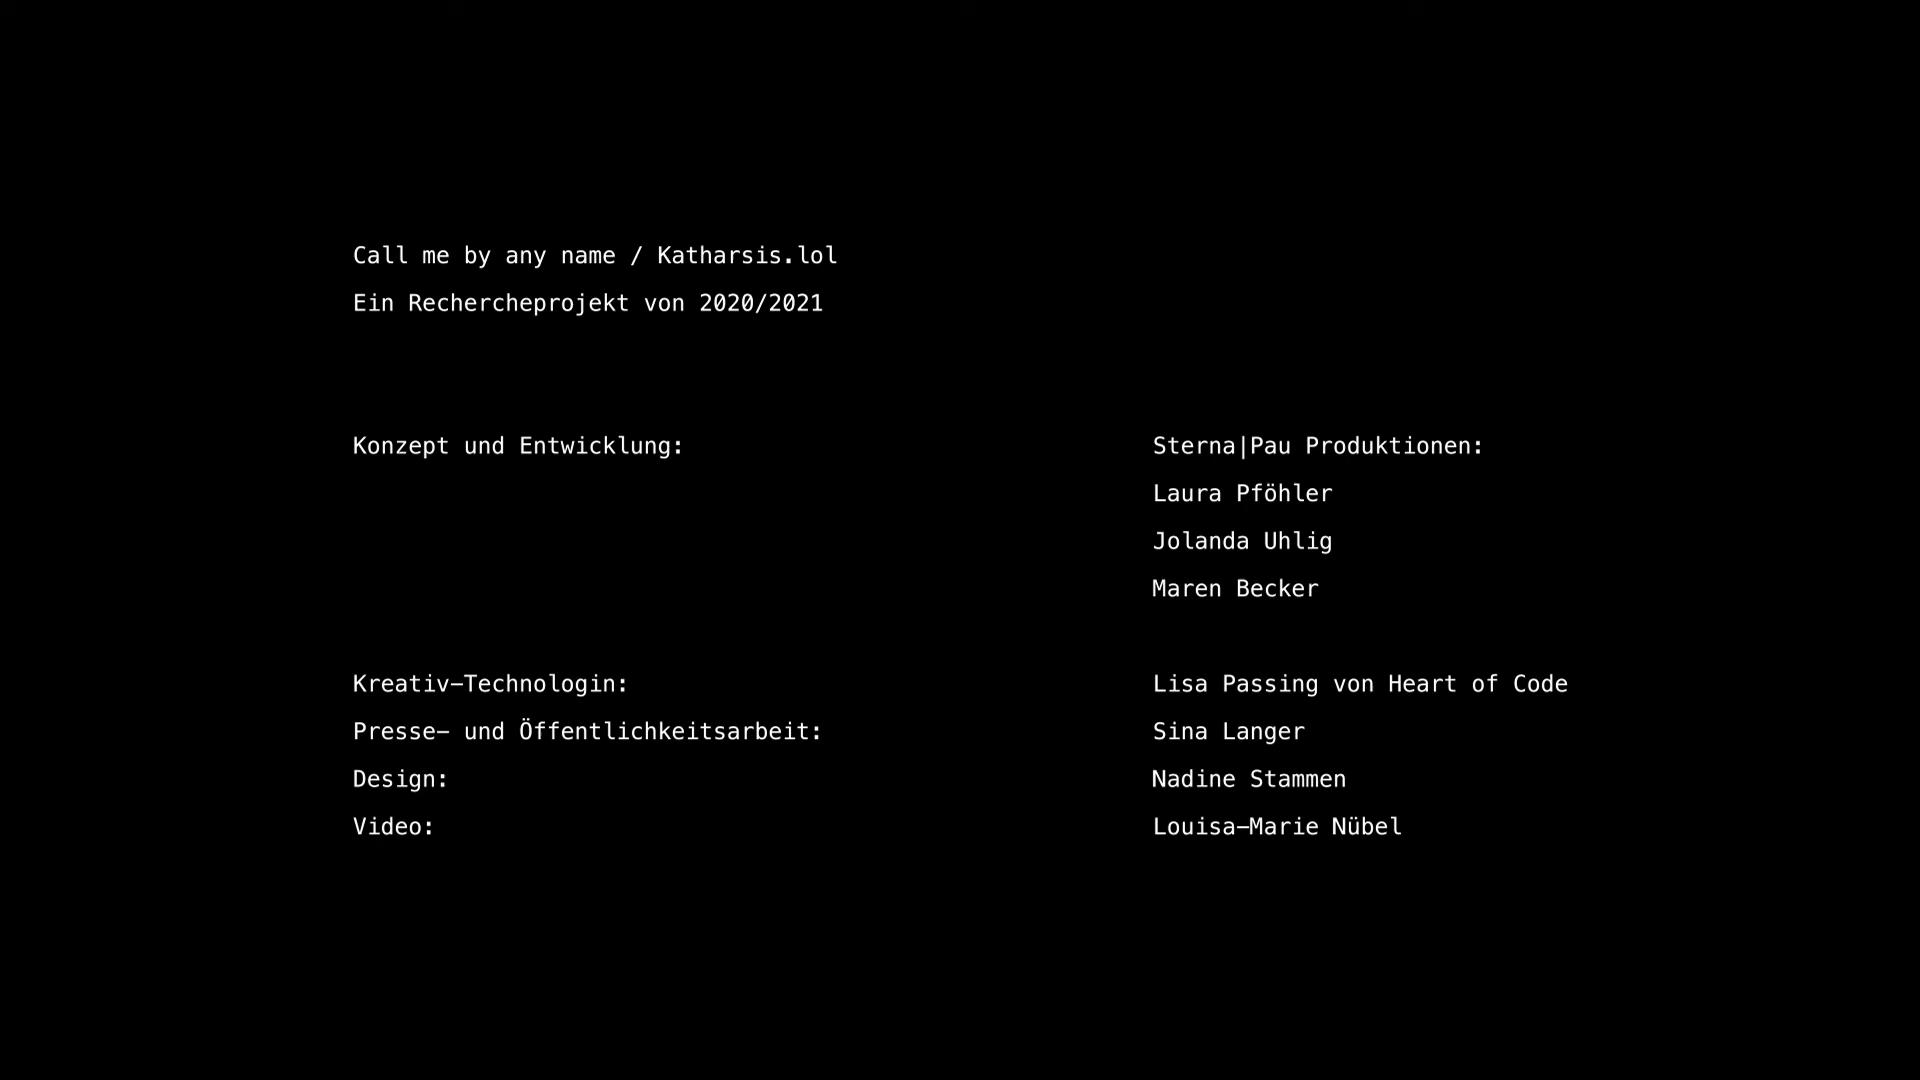 Call me by any name / Katharsis.lol
Ein Rechercheprojekt von 2020/2021
Konzept und Entwicklung: Sterna|Pau Produktionen:
Laura Pföhler
Jolanda Uhlig
Maren Becker
Kreativ-Technologin: Lisa Passing von Heart of Code
Presse- und Öffentlichkeitsarbeit: Sina Langer
Design: Nadine Stammen
Video: Louisa-Marie Nübel